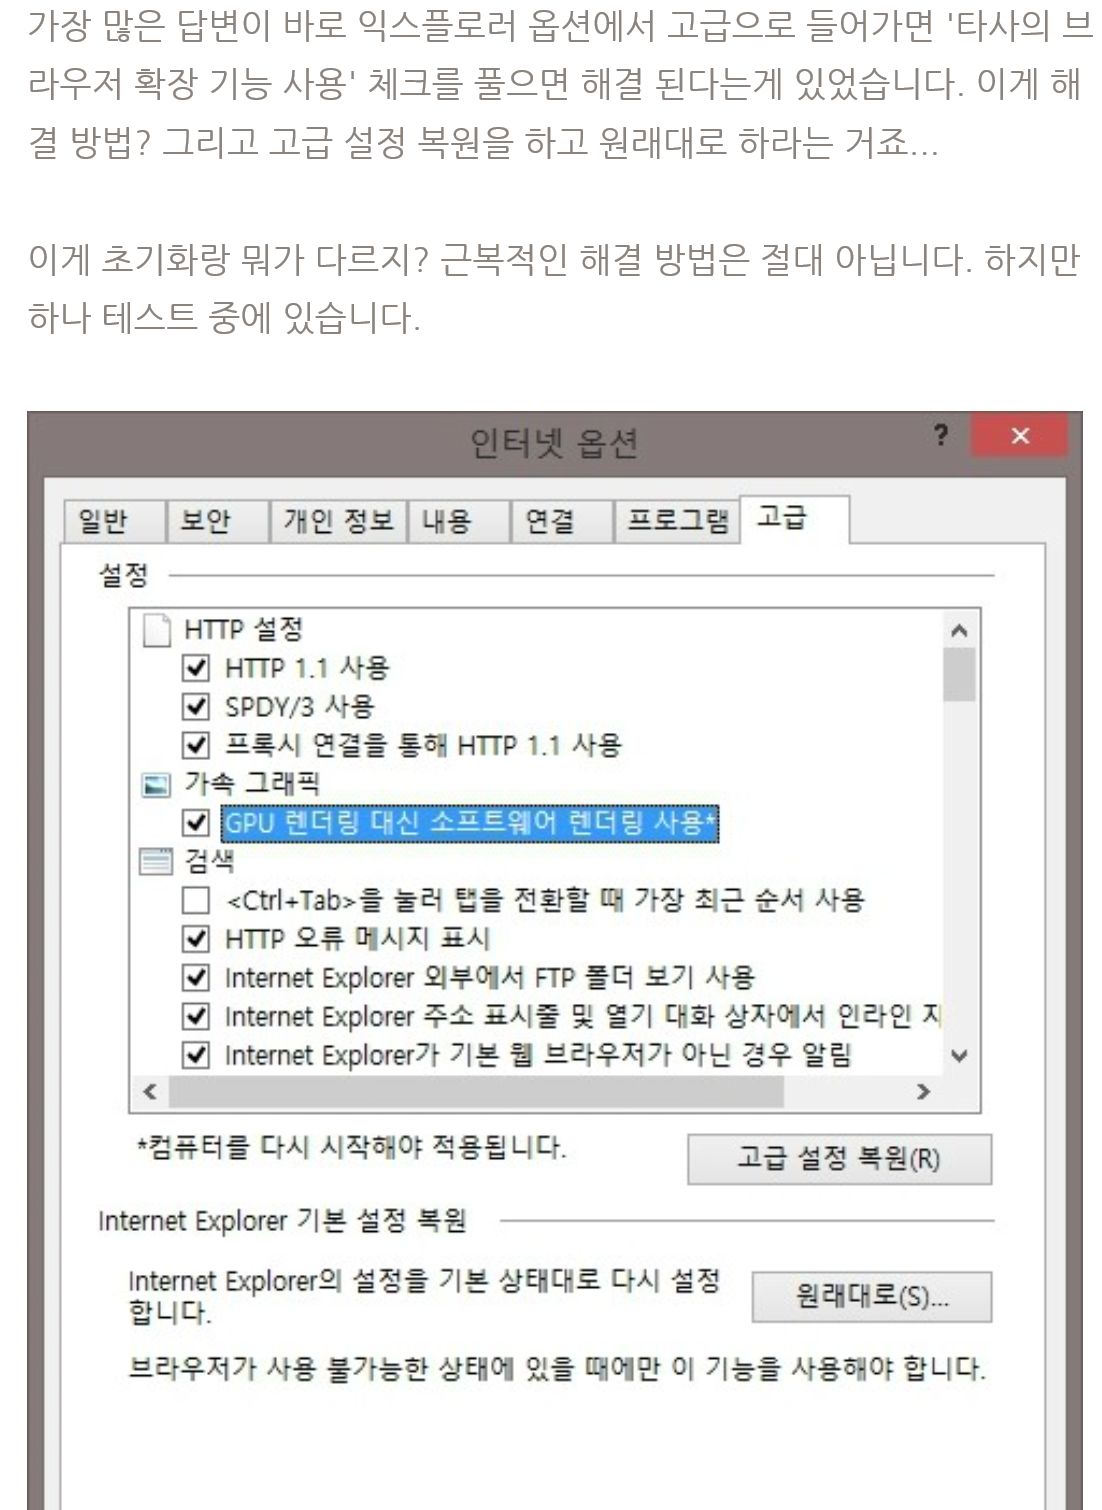 가장 많은 답변이 바로 익스플로러 옵션에서 고급으로 들어가면 '타사의 브
라우저 확장 기능 사용' 체크를 풀으면 해결 된다는게 있었습니다. 이게 해
결 방법? 그리고 고급 설정 복원을 하고 원래대로 하라는 거죠...
이게 초기화랑 뭐가 다르지? 근복적인 해결 방법은 절대 아닙니다. 하지만
하나 테스트 중에 있습니다.
인터넷 옵션
일반 보안 개인 정보 내용 연결 프로그램 고급
설정
HTTP 설정
HTTP 1.1 사용
SPDY/3 사용
프록시 연결을 통해 HTTP 1.1 사용
가속 그래픽
GPU 렌더링 대신 소프트웨어 렌더링 사용*
검색
<Ctrl+Tab>을 눌러 탭을 전환할 때 가장 최근 순서 사용
HTTP 오류 메시지 표시
Internet Explorer 외부에서 FTP 폴더 보기 사용
Internet Explorer 주소 표시줄 및 열기 대화 상자에서 인라인
Internet Explorer가 기본 웹 브라우저가 아닌 경우 알림
*컴퓨터를 다시 시작해야 적용됩니다.
고급 설정 복원(R)
Internet Explorer 기본 설정 복원
Internet Explorer의 설정을 기본 상태대로 다시 설정
합니다.
원래대로(S)...
브라우저가 사용 불가능한 상태에 있을 때에만 이 기능을 사용해야 합니다.